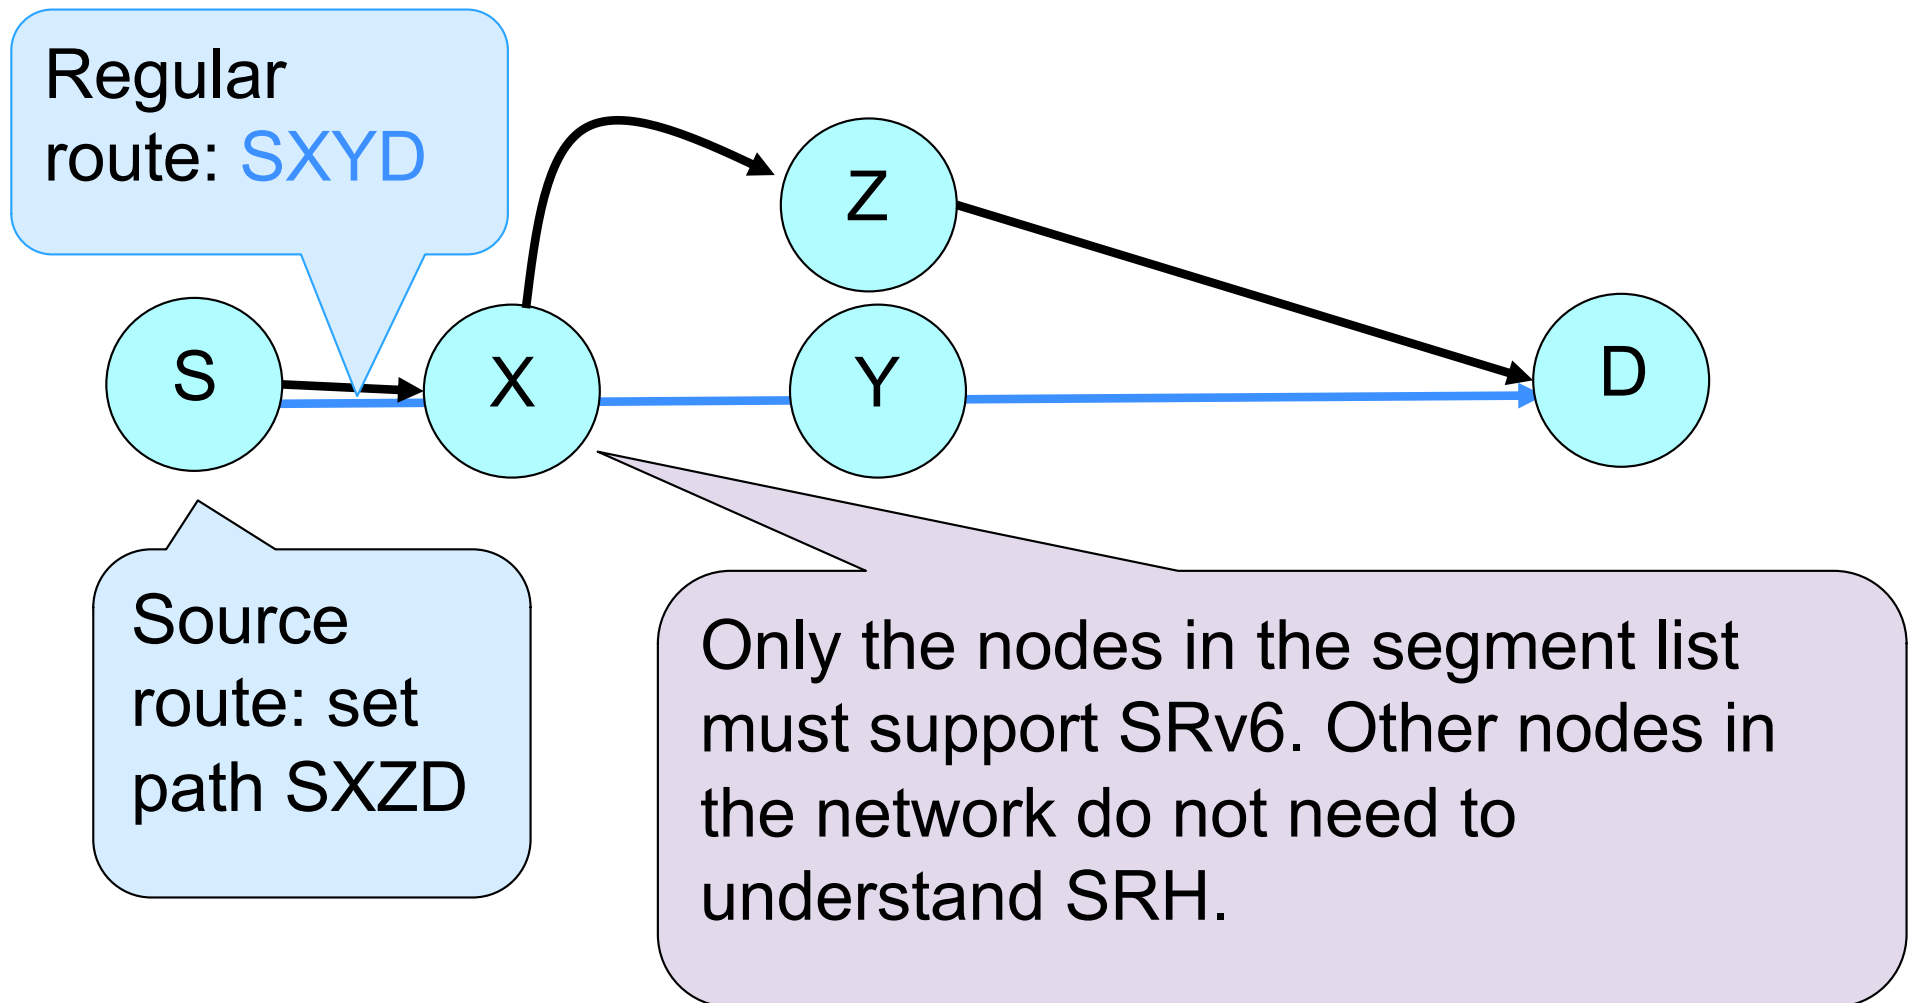 Regular
route: SXYD
Z
S
X
Y
D
Source
route: set
path SXZD
Only the nodes in the segment list
must support SRv6. Other nodes in
the network do not need to
understand SRH.